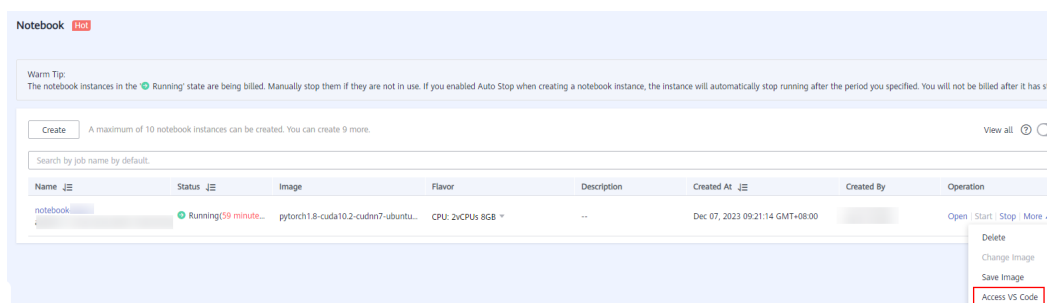 Notebook Hot
Warm Tip:
The notebook instances in the ' Running' state are being billed. Manually stop them if they are not in use. If you enabled Auto Stop when creating a notebook instance, the instance will automatically stop running after the period you specified. You will not be billed after it has
Create A maximum of 10 notebook instances can be created. You can create 9 more. View all
Search by job name by default.
Name Status Image Flavor Description Created At Created By Operation
notebook
Running(59 minute... pytorch1.8-cuda10.2-cudnn7-ubuntu... CPU: 2vCPUs 8GB -- Dec 07, 2023 09:21:14 GMT+08:00 Open Start Stop More
Delete
Change Image
Save Image
Access VS Code